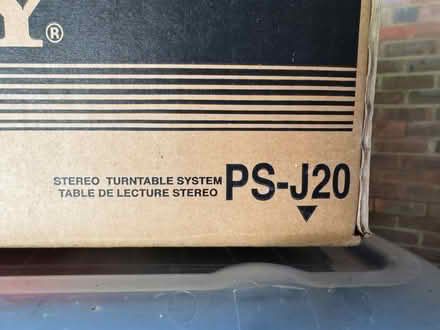 Y®
STEREO TURNTABLE SYSTEM PS-J20
TABLE DE LECTURE STEREO